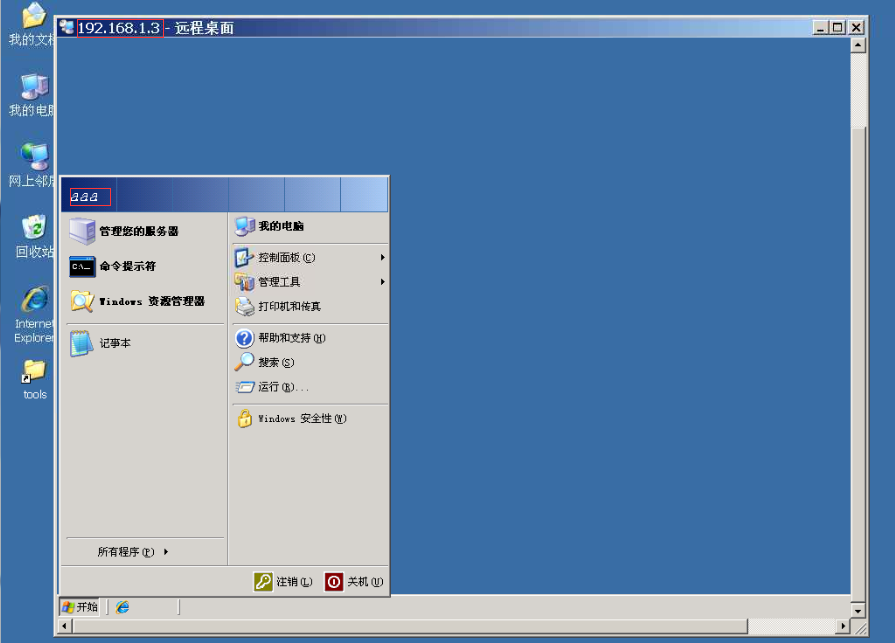 192.168.1.3 - 远程桌面
我的文档
我的电脑
网上邻居
回收站
Internet
Explorer
tools
aaa
管理您的服务器
命令提示符
Windows 资源管理器
记事本
所有程序(P)
我的电脑
控制面板(C)
管理工具
打印机和传真
帮助和支持(H)
搜索(S)
运行(R)...
Windows 安全性(W)
注销(L)
关机(U)
开始